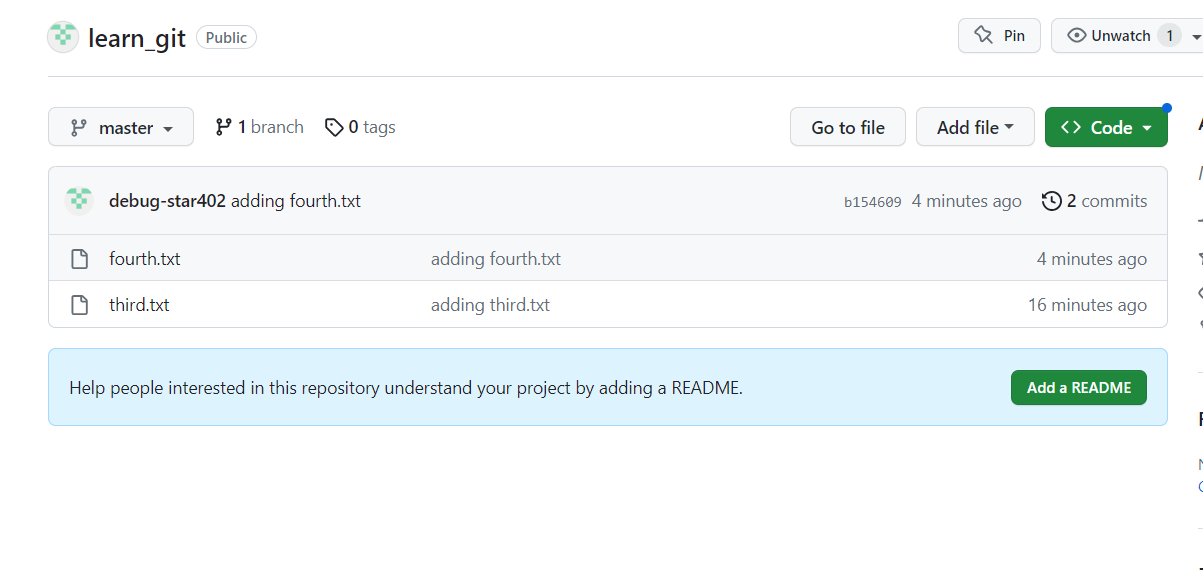 learn_git Public Pin Unwatch 1
master 1 branch 0 tags Go to file Add file Code
debug-star402 adding fourth.txt b154609 4 minutes ago 2 commits
fourth.txt adding fourth.txt 4 minutes ago
third.txt adding third.txt 16 minutes ago
Help people interested in this repository understand your project by adding a README. Add a README